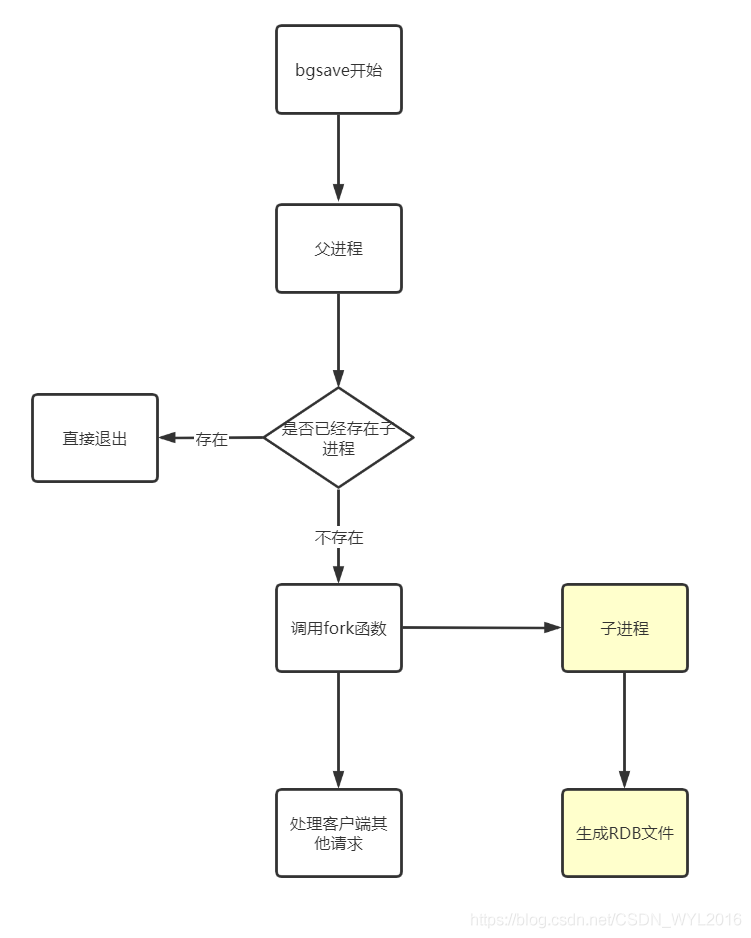 bgsave开始
父进程
是否已经存在子
进程
存在
直接退出
不存在
调用fork函数
子进程
处理客户端其
他请求
生成RDB文件
https://blog.csdn.net/CSDN_WYL2016